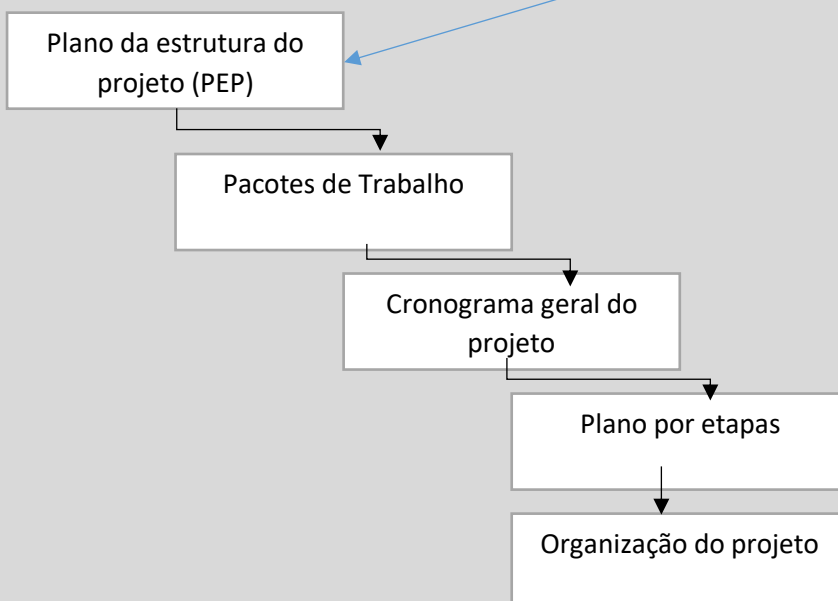 Plano da estrutura do
projeto (PEP)
Pacotes de Trabalho
Cronograma geral do
projeto
Plano por etapas
Organização do projeto